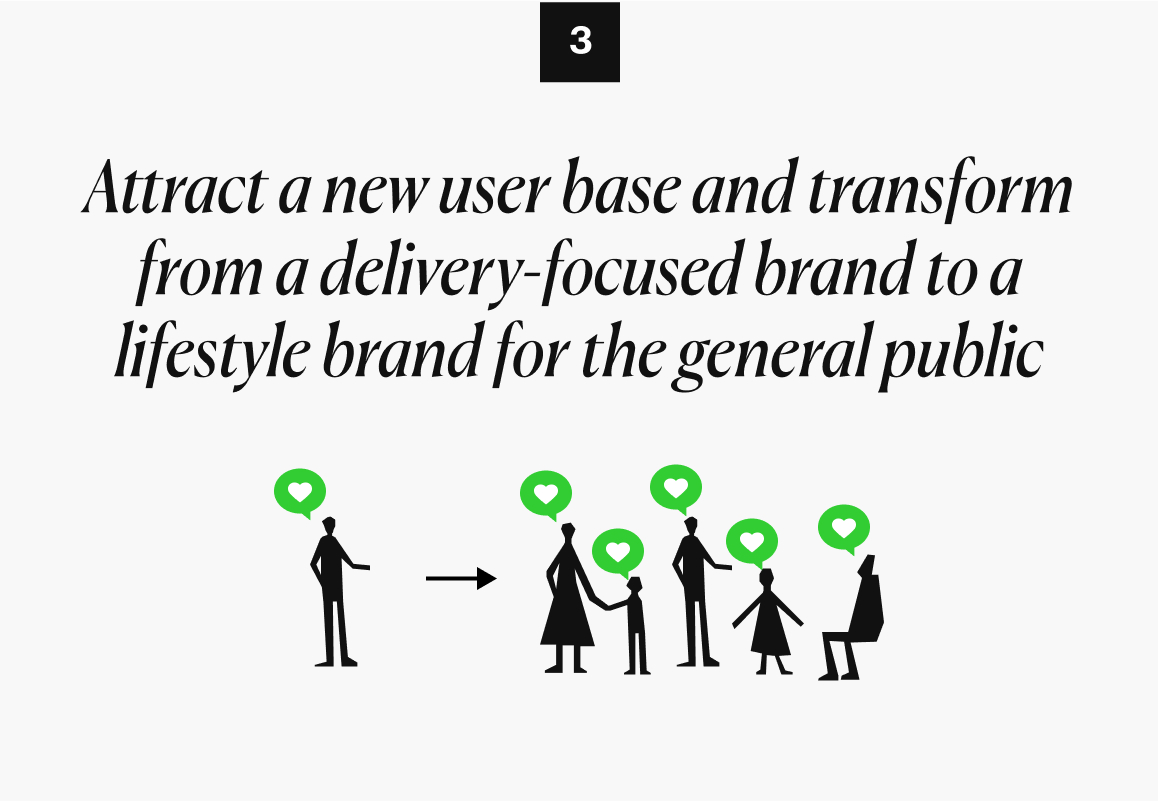 3
Attract a new user base and transform
from a delivery-focused brand to a
lifestyle brand for the general public